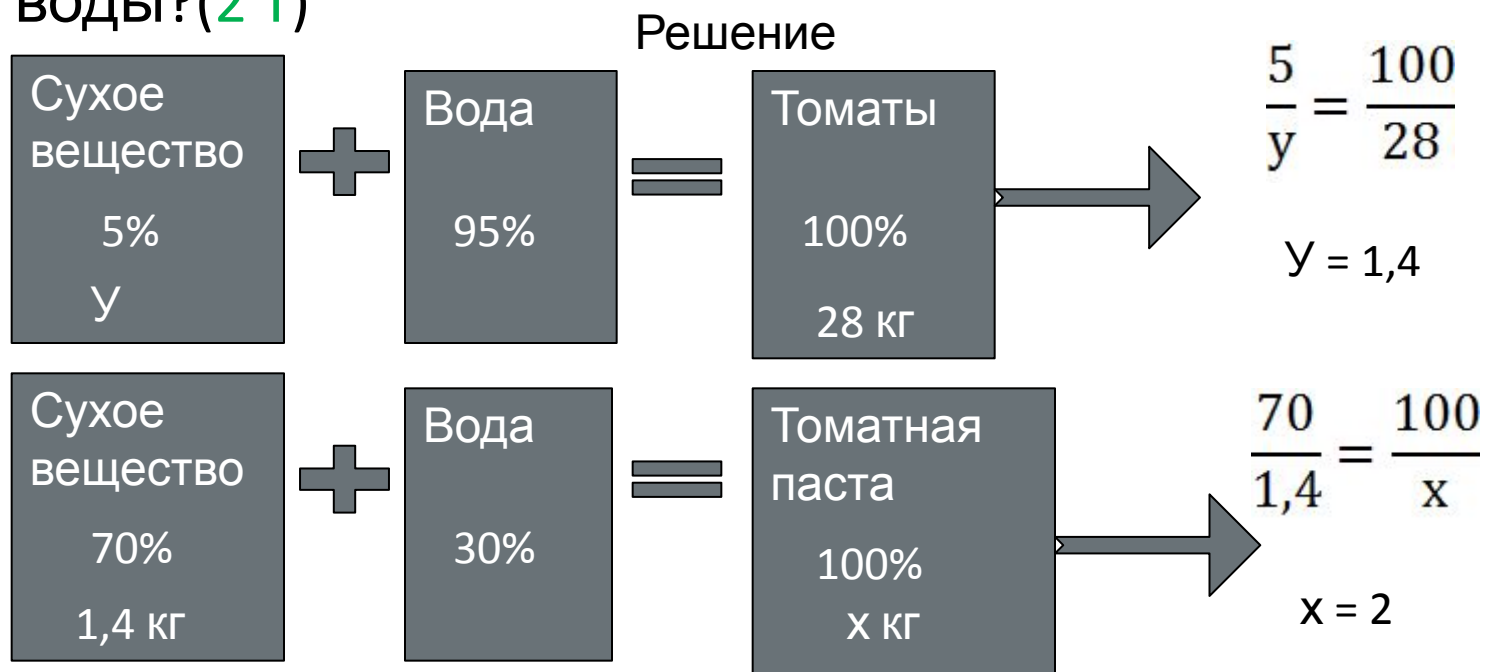 воды?(2 т)
Решение
Сухое
вещество
5%
У
Вода
95%
Томаты
100%
28 кг
5/y = 100/28
У = 1,4
Сухое
вещество
70%
1,4 кг
Вода
30%
Томатная
паста
100%
х кг
70/1,4 = 100/x
х = 2